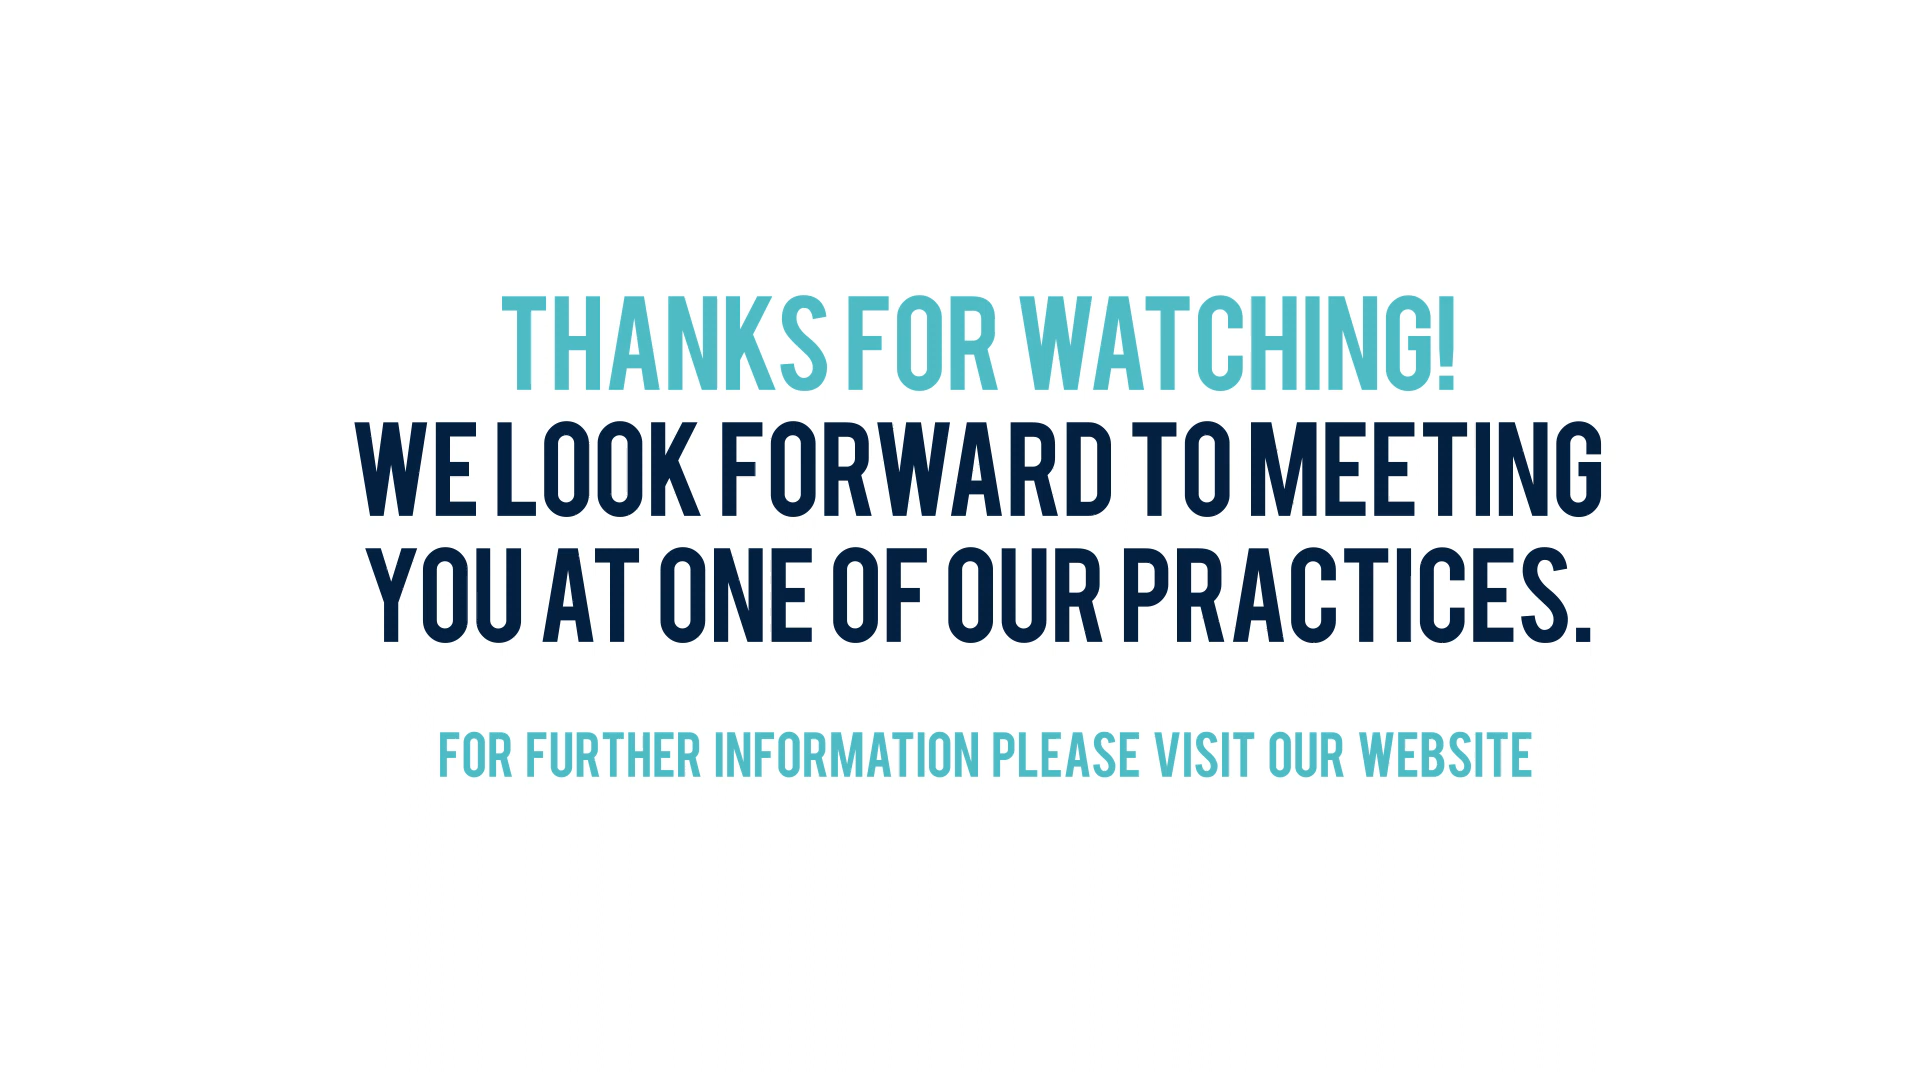 THANKS FOR WATCHING!
WE LOOK FORWARD TO MEETING
YOU AT ONE OF OUR PRACTICES.
FOR FURTHER INFORMATION PLEASE VISIT OUR WEBSITE